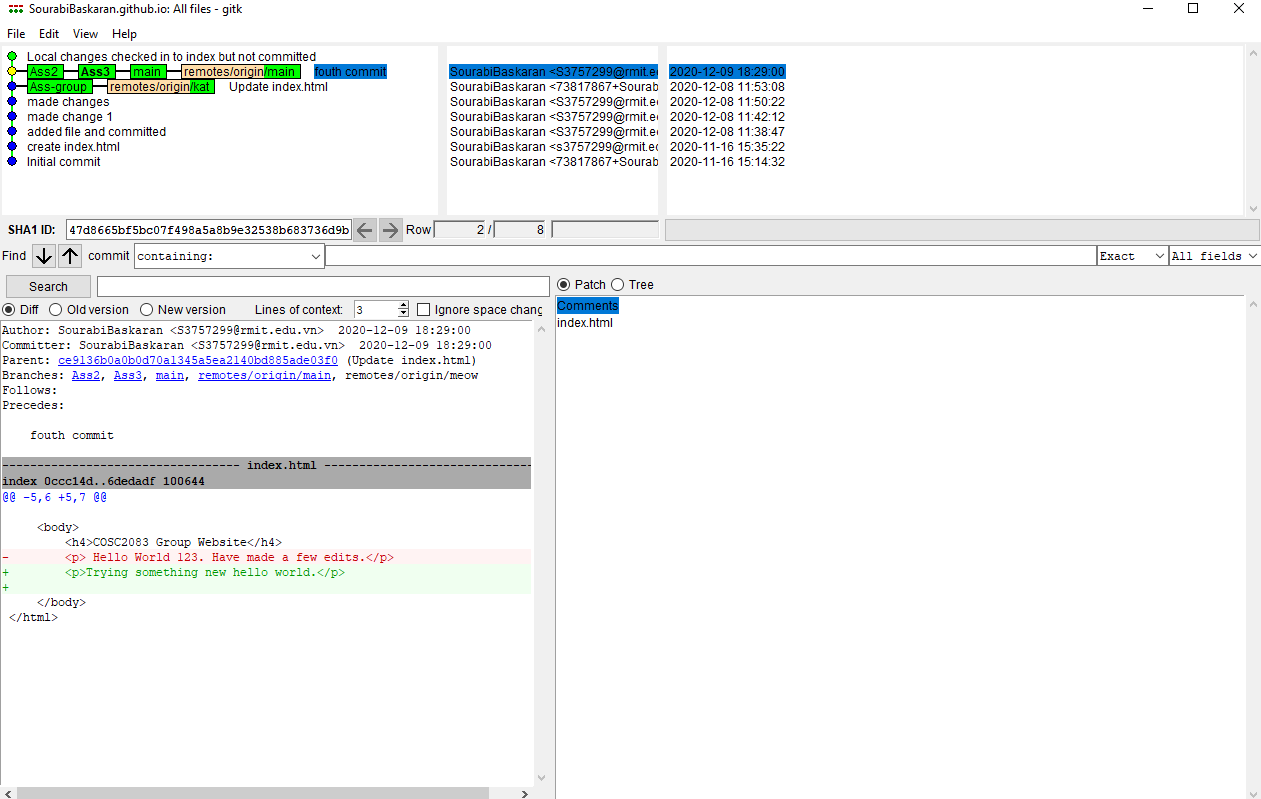 SourabiBaskaran.github.io: All files - gitk
File Edit View Help
Local changes checked in to index but not committed
Ass2 Ass3 main remotes/origin/main fouth commit SourabiBaskaran <S3757299@rmit.ec 2020-12-09 18:29:00
Ass-group remotes/origin/kat Update index.html SourabiBaskaran <73817867+Sourab 2020-12-08 11:53:08
made changes SourabiBaskaran <S3757299@rmit.ec 2020-12-08 11:50:22
made change 1 SourabiBaskaran <S3757299@rmit.ec 2020-12-08 11:42:12
added file and committed SourabiBaskaran <S3757299@rmit.ec 2020-12-08 11:38:47
create index.html SourabiBaskaran <s3757299@rmit.ec 2020-11-16 15:35:22
Initial commit SourabiBaskaran <73817867+Sourab 2020-11-16 15:14:32
SHA1 ID: 47d8665bf5bc07f498a5a8b9e32538b683736d9b Row 2 / 8
Find commit containing: Exact All fields
Search
Patch Tree
Diff Old version New version Lines of context: 3 Ignore space chang
Comments
index.html
Author: SourabiBaskaran <S3757299@rmit.edu.vn> 2020-12-09 18:29:00
Committer: SourabiBaskaran <S3757299@rmit.edu.vn> 2020-12-09 18:29:00
Parent: ce9136b0a0b0d70a1345a5ea2140bd885ade03f0 (Update index.html)
Branches: Ass2, Ass3, main, remotes/origin/main, remotes/origin/meow
Follows:
Precedes:
fouth commit
---------------------------------- index.html ------------------------------
index 0ccc14d..6dedadf 100644
@@ -5,6 +5,7 @@
<body>
<h4>COSC2083 Group Website</h4>
- <p> Hello World 123. Have made a few edits.</p>
+ <p>Trying something new hello world.</p>
+
</body>
</html>